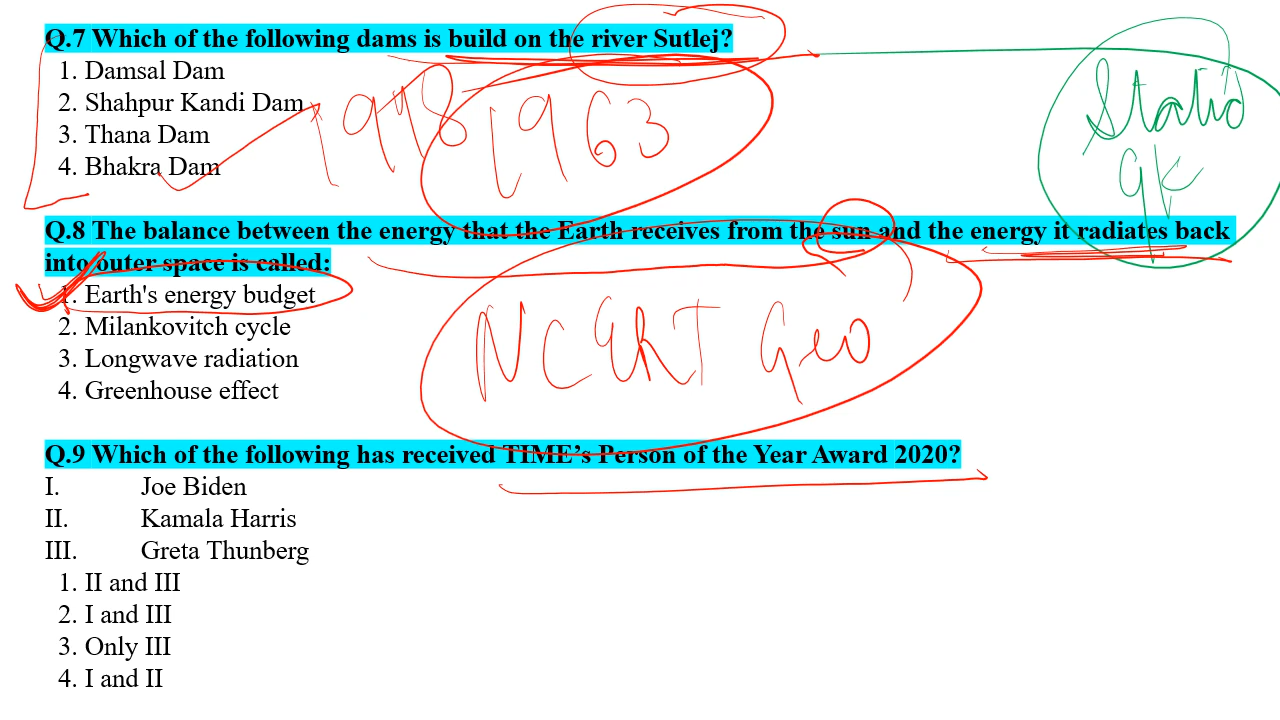 Q.7 Which of the following dams is build on the river Sutlej?
1. Damsal Dam
2. Shahpur Kandi Dam
3. Thana Dam
4. Bhakra Dam
1948 1963
Static
GK
Q.8 The balance between the energy that the Earth receives from the sun and the energy it radiates back
into outer space is called:
1. Earth's energy budget
2. Milankovitch cycle
3. Longwave radiation
4. Greenhouse effect
NCERT Geo
Q.9 Which of the following has received TIME’s Person of the Year Award 2020?
I. Joe Biden
II. Kamala Harris
III. Greta Thunberg
1. II and III
2. I and III
3. Only III
4. I and II